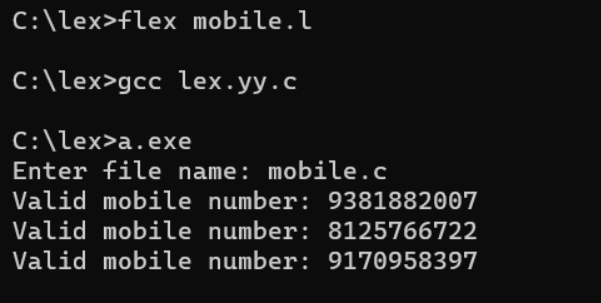 C:\lex>flex mobile.l
C:\lex>gcc lex.yy.c
C:\lex>a.exe
Enter file name: mobile.c
Valid mobile number: 9381882007
Valid mobile number: 8125766722
Valid mobile number: 9170958397